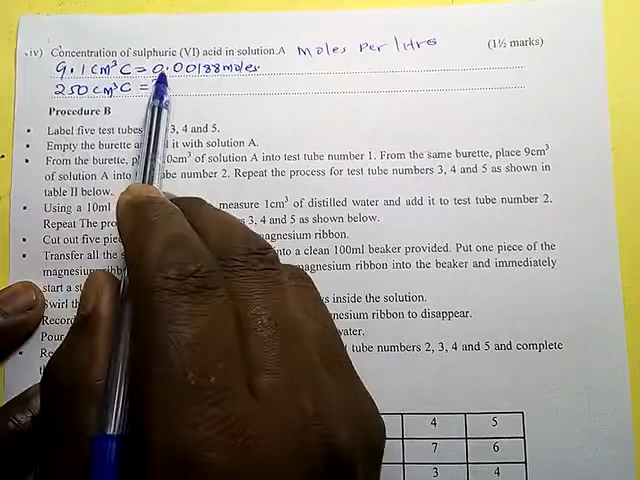 iv) Concentration of sulphuric (VI) acid in solution.A moles per litre (1½ marks)
9.1 cm³ C = 0.00188 moles
250 cm³ C =
Procedure B
Label five test tubes 3, 4 and 5.
Empty the burette it with solution A.
From the burette, 0cm³ of solution A into test tube number 1. From the same burette, place 9cm³
of solution A into tube number 2. Repeat the process for test tube numbers 3, 4 and 5 as shown in
table II below.
Using a 10ml measure 1cm³ of distilled water and add it to test tube number 2.
Repeat The 3, 4 and 5 as shown below.
Cut out five magnesium ribbon.
Transfer all the into a clean 100ml beaker provided. Put one piece of the
magnesium magnesium ribbon into the beaker and immediately
start a
Swirl inside the solution.
Record magnesium ribbon to disappear.
Pour water.
tube numbers 2, 3, 4 and 5 and complete
4 5
7 6
3 4